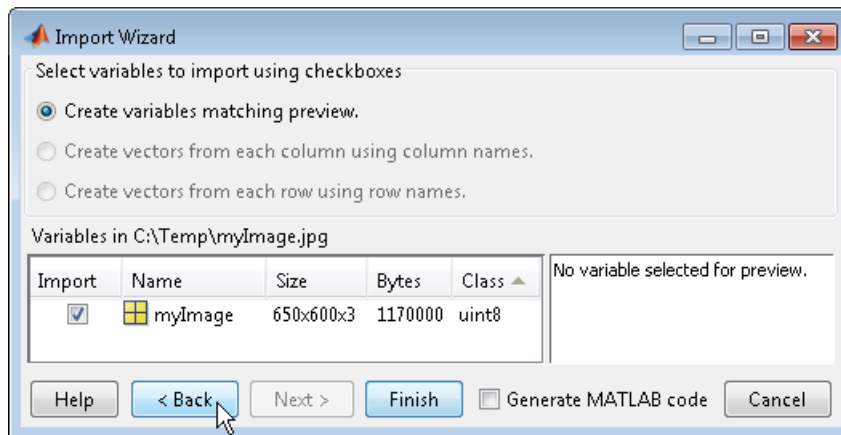 Import Wizard
Select variables to import using checkboxes
Create variables matching preview.
Create vectors from each column using column names.
Create vectors from each row using row names.
Variables in C:\Temp\myImage.jpg
Import Name Size Bytes Class
myImage 650x600x3 1170000 uint8
No variable selected for preview.
Help < Back Next > Finish Generate MATLAB code Cancel